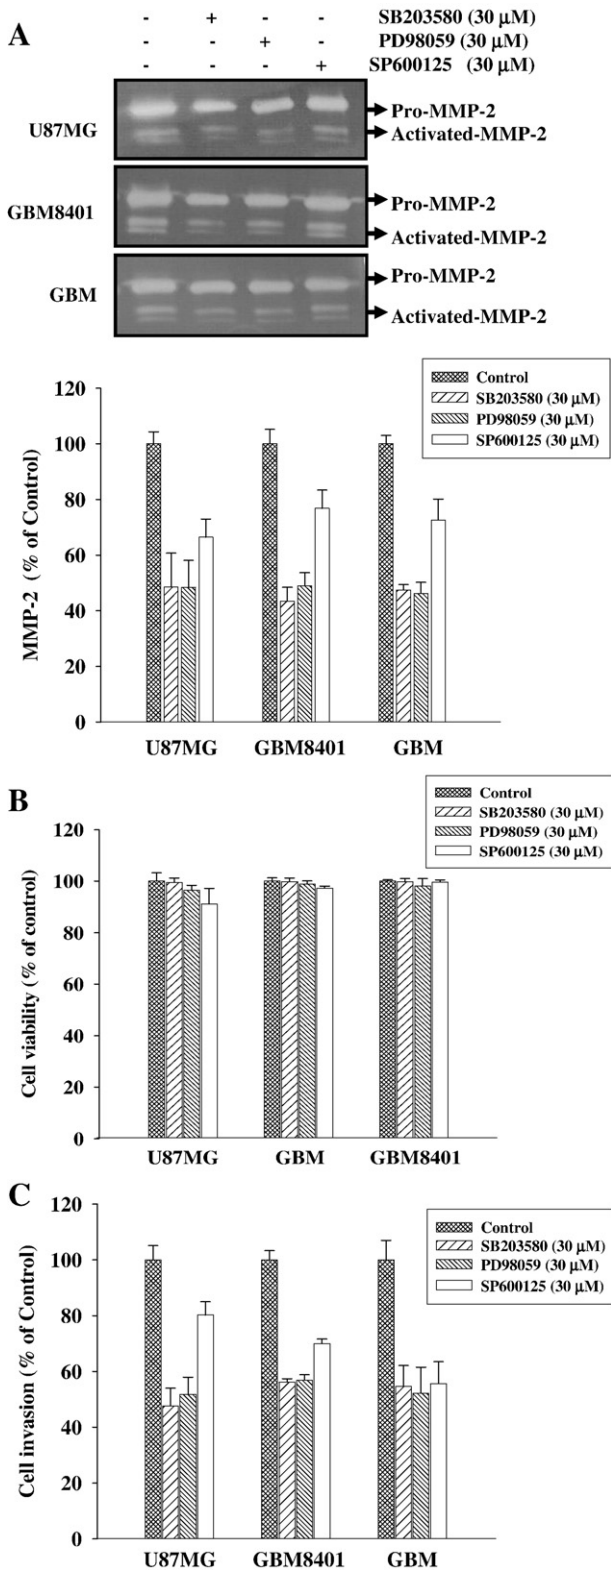 A
- + - - SB203580 (30 μM)
- - + - PD98059 (30 μM)
- - - + SP600125 (30 μM)
U87MG
Pro-MMP-2
Activated-MMP-2
GBM8401
Pro-MMP-2
Activated-MMP-2
GBM
Pro-MMP-2
Activated-MMP-2
Control
SB203580 (30 μM)
PD98059 (30 μM)
SP600125 (30 μM)
MMP-2 (% of Control)
120
100
80
60
40
20
0
U87MG GBM8401 GBM
B
Control
SB203580 (30 μM)
PD98059 (30 μM)
SP600125 (30 μM)
Cell viability (% of control)
120
100
80
60
40
20
0
U87MG GBM GBM8401
C
Control
SB203580 (30 μM)
PD98059 (30 μM)
SP600125 (30 μM)
Cell invasion (% of Control)
120
100
80
60
40
20
0
U87MG GBM8401 GBM